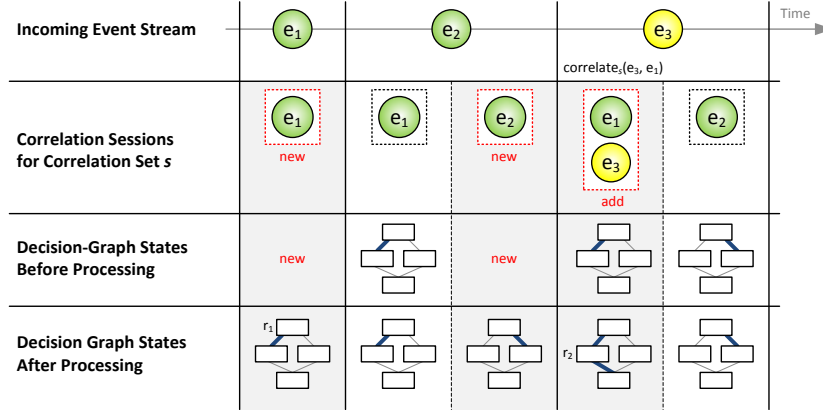 Incoming Event Stream
e₁
e₂
e₃
Time
correlateₛ(e₃, e₁)
Correlation Sessions
for Correlation Set s
e₁
new
e₁
e₂
new
e₁
e₃
add
e₂
Decision-Graph States
Before Processing
new
new
Decision Graph States
After Processing
r₁
r₂